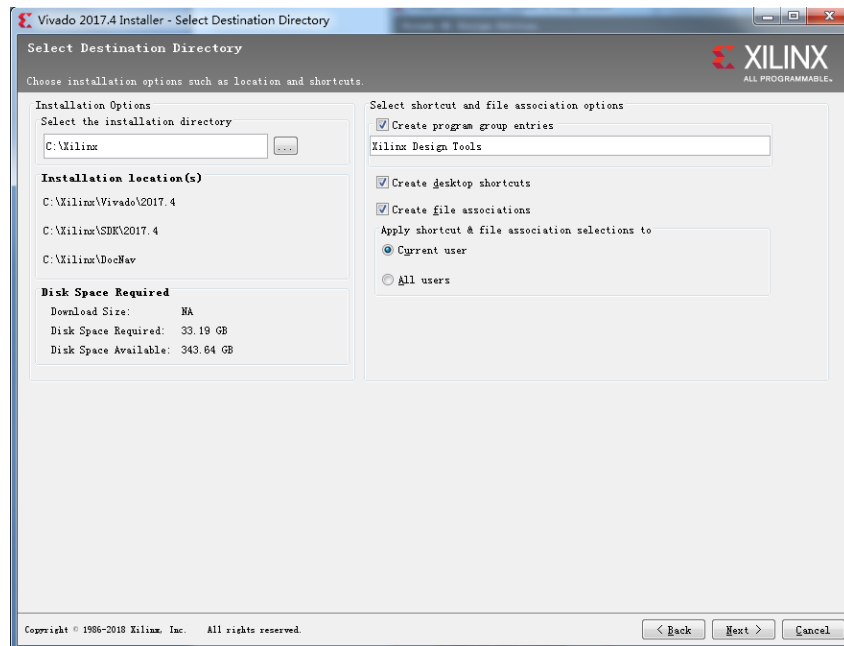 Vivado 2017.4 Installer - Select Destination Directory
Select Destination Directory
XILINX
ALL PROGRAMMABLE.
Choose installation options such as location and shortcuts.
Installation Options
Select the installation directory
C:\Xilinx
...
Installation location(s)
C:\Xilinx\Vivado\2017.4
C:\Xilinx\SDK\2017.4
C:\Xilinx\DocNav
Disk Space Required
Download Size: NA
Disk Space Required: 33.19 GB
Disk Space Available: 343.64 GB
Select shortcut and file association options
Create program group entries
Xilinx Design Tools
Create desktop shortcuts
Create file associations
Apply shortcut & file association selections to
Current user
All users
Copyright © 1986-2018 Xilinx, Inc. All rights reserved.
< Back
Next >
Cancel